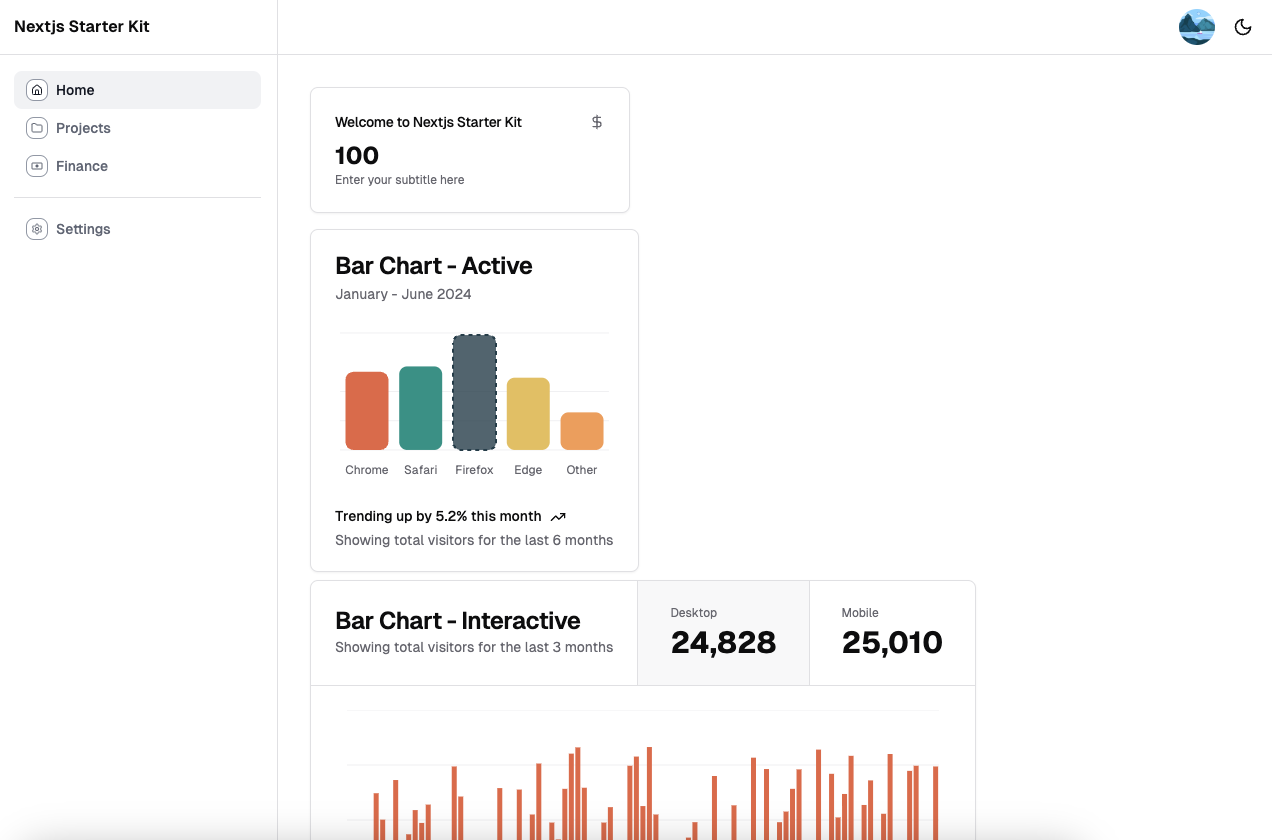 Nextjs Starter Kit
Home
Projects
Finance
Settings
Welcome to Nextjs Starter Kit
100
Enter your subtitle here
Bar Chart - Active
January - June 2024
Chrome Safari Firefox Edge Other
Trending up by 5.2% this month
Showing total visitors for the last 6 months
Bar Chart - Interactive
Showing total visitors for the last 3 months
Desktop
24,828
Mobile
25,010